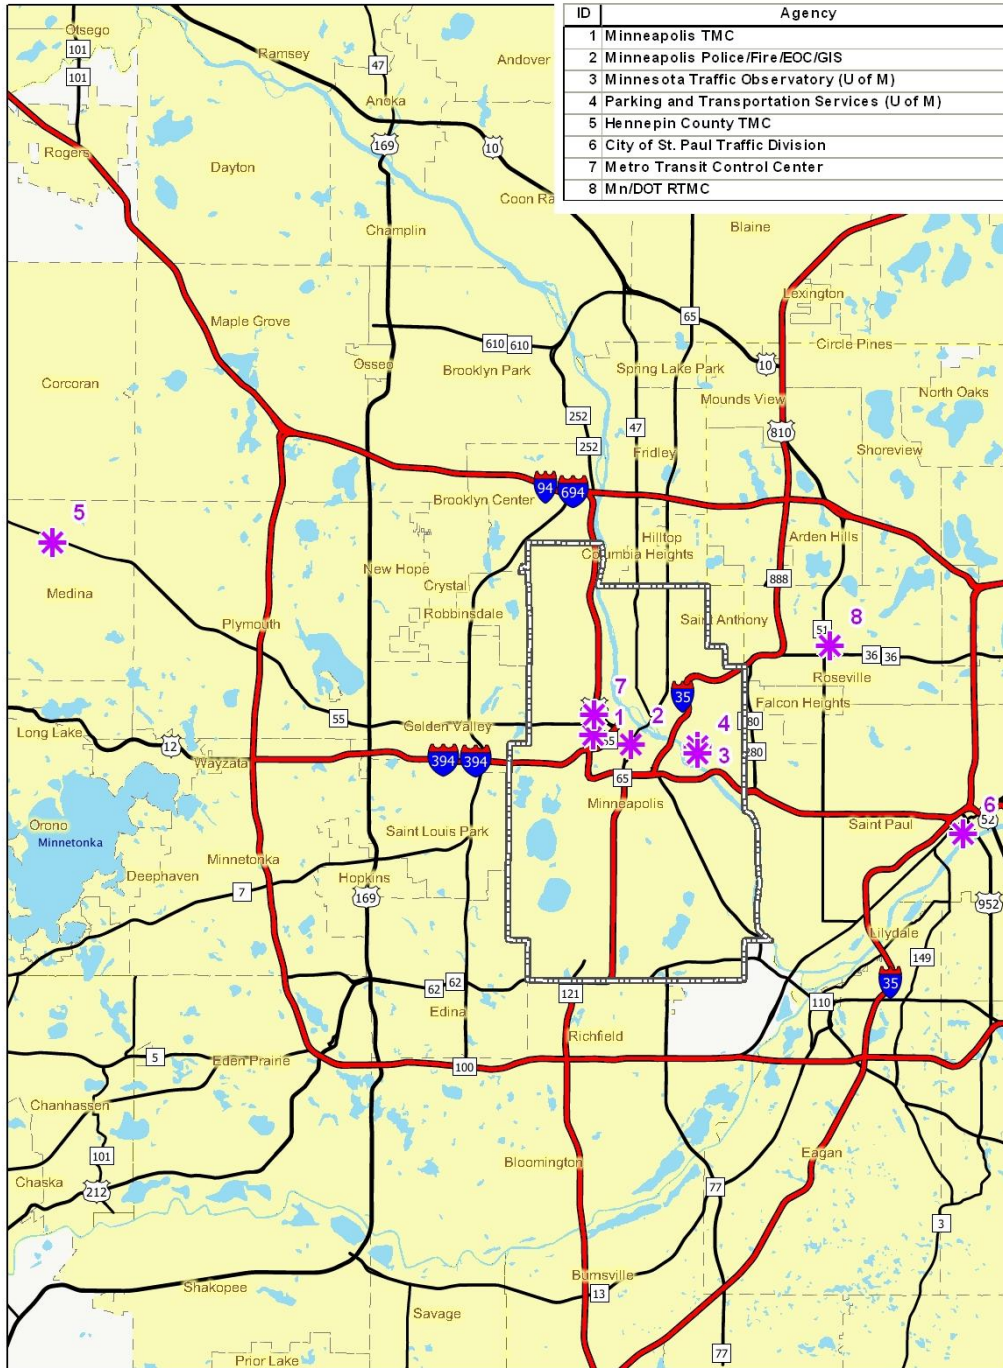 ID Agency
1 Minneapolis TMC
2 Minneapolis Police/Fire/EOC/GIS
3 Minnesota Traffic Observatory (U of M)
4 Parking and Transportation Services (U of M)
5 Hennepin County TMC
6 City of St. Paul Traffic Division
7 Metro Transit Control Center
8 Mn/DOT RTMC
Otsego
101
101
Ramsey
47
Andover
Anoka
169
10
Rogers
Dayton
Coon Ra
Champlin
Blaine
Lexington
Maple Grove
65
610 610
Circle Pines
Osseo
Brooklyn Park
Spring Lake Park
10
Corcoran
North Oaks
Mounds View
252
47
810
252
Fridley
Shoreview
94 694
Brooklyn Center
5
Hilltop
Arden Hills
Columbia Heights
New Hope
888
Crystal
Medina
Robbinsdale
Saint Anthony
8
Plymouth
51
36 36
Roseville
35
7
Falcon Heights
55
1
2
4
Golden Valley
Long Lake
12
3
280
394 394
Wayzata
65
Minneapolis
6
Orono
Saint Louis Park
Saint Paul
52
Minnetonka
Minnetonka
Deephaven
7
Hopkins
169
952
Lilydale
149
62 62
35
121
110
Edina
Richfield
5
Eden Prairie
100
Chanhassen
101
Bloomington
Eagan
Chaska
212
77
3
Burnsville
Shakopee
13
Savage
77
Prior Lake